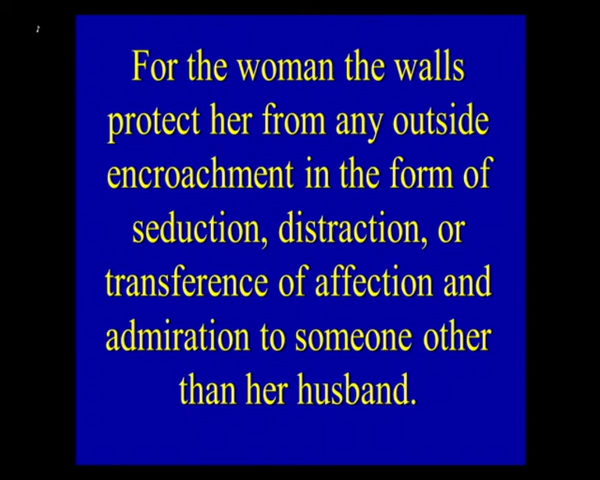 For the woman the walls
protect her from any outside
encroachment in the form of
seduction, distraction, or
transference of affection and
admiration to someone other
than her husband.